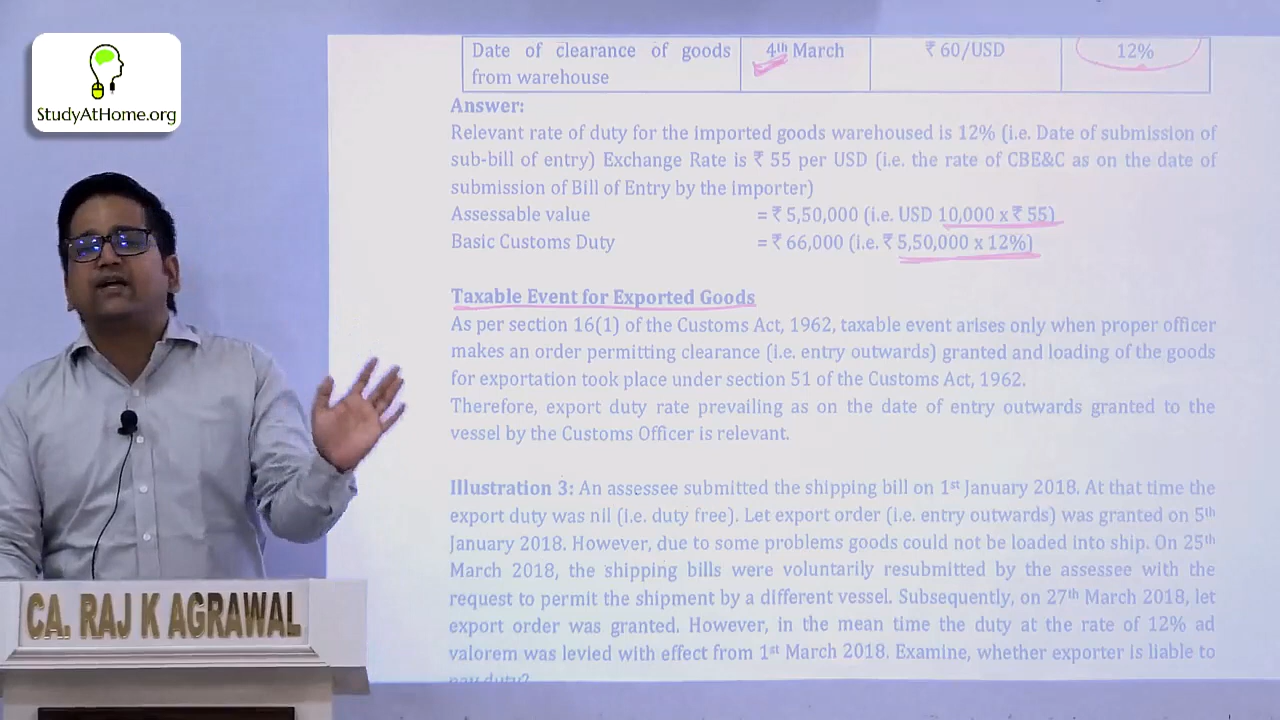 StudyAtHome.org
Date of clearance of goods from warehouse
4th March
₹ 60/USD
12%
Answer:
Relevant rate of duty for the imported goods warehoused is 12% (i.e. Date of submission of
sub-bill of entry) Exchange Rate is ₹ 55 per USD (i.e. the rate of CBE&C as on the date of
submission of Bill of Entry by the importer)
Assessable value = ₹ 5,50,000 (i.e. USD 10,000 x ₹ 55)
Basic Customs Duty = ₹ 66,000 (i.e. ₹ 5,50,000 x 12%)
Taxable Event for Exported Goods
As per section 16(1) of the Customs Act, 1962, taxable event arises only when proper officer
makes an order permitting clearance (i.e. entry outwards) granted and loading of the goods
for exportation took place under section 51 of the Customs Act, 1962.
Therefore, export duty rate prevailing as on the date of entry outwards granted to the
vessel by the Customs Officer is relevant.
Illustration 3: An assessee submitted the shipping bill on 1st January 2018. At that time the
export duty was nil (i.e. duty free). Let export order (i.e. entry outwards) was granted on 5th
January 2018. However, due to some problems goods could not be loaded into ship. On 25th
March 2018, the shipping bills were voluntarily resubmitted by the assessee with the
request to permit the shipment by a different vessel. Subsequently, on 27th March 2018, let
export order was granted. However, in the mean time the duty at the rate of 12% ad
valorem was levied with effect from 1st March 2018. Examine, whether exporter is liable to
pay duty?
CA. RAJ K AGRAWAL